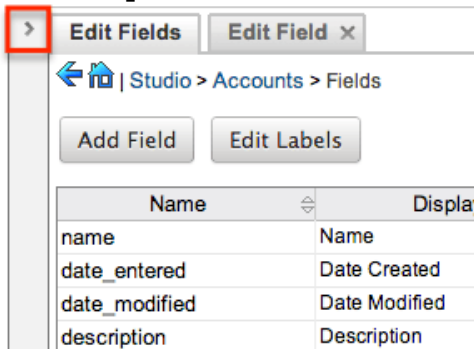 Edit Fields Edit Field ×
| Studio > Accounts > Fields
Add Field Edit Labels
Name
name Name
date_entered Date Created
date_modified Date Modified
description Description